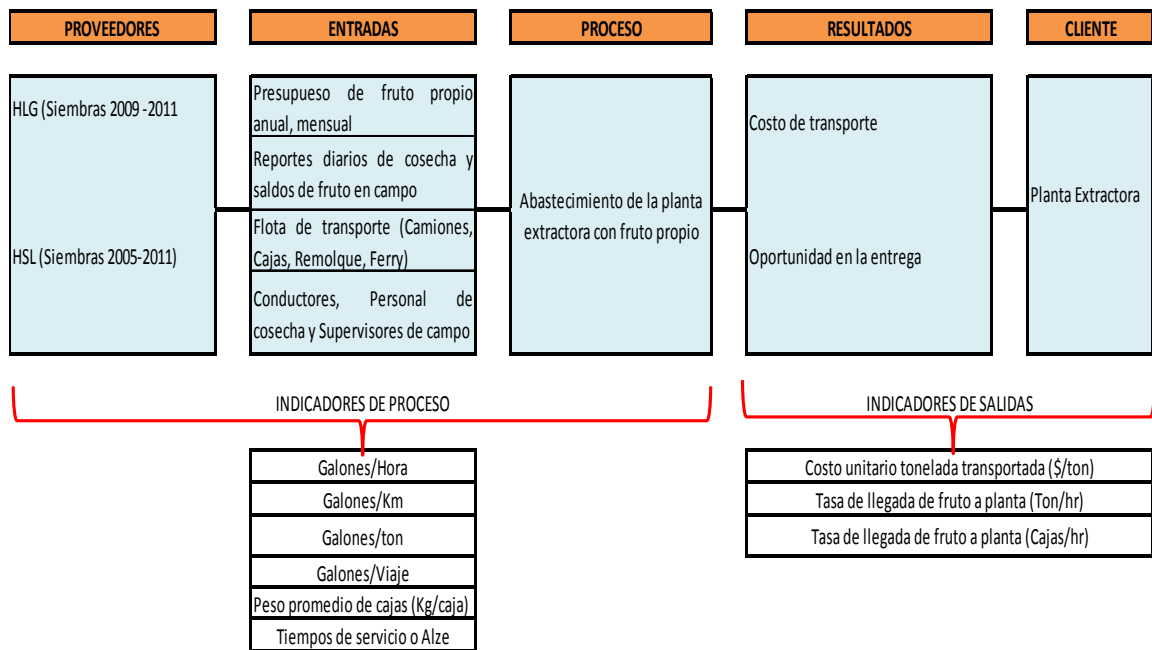 PROVEEDORES
ENTRADAS
PROCESO
RESULTADOS
CLIENTE
HLG (Siembras 2009 -2011
HSL (Siembras 2005-2011)
Presupueso de fruto propio
anual, mensual
Reportes diarios de cosecha y
saldos de fruto en campo
Flota de transporte (Camiones,
Cajas, Remolque, Ferry)
Conductores, Personal de
cosecha y Supervisores de campo
Abastecimiento de la planta
extractora con fruto propio
Costo de transporte
Oportunidad en la entrega
Planta Extractora
INDICADORES DE PROCESO
INDICADORES DE SALIDAS
Galones/Hora
Galones/Km
Galones/ton
Galones/Viaje
Peso promedio de cajas (Kg/caja)
Tiempos de servicio o Alze
Costo unitario tonelada transportada ($/ton)
Tasa de llegada de fruto a planta (Ton/hr)
Tasa de llegada de fruto a planta (Cajas/hr)